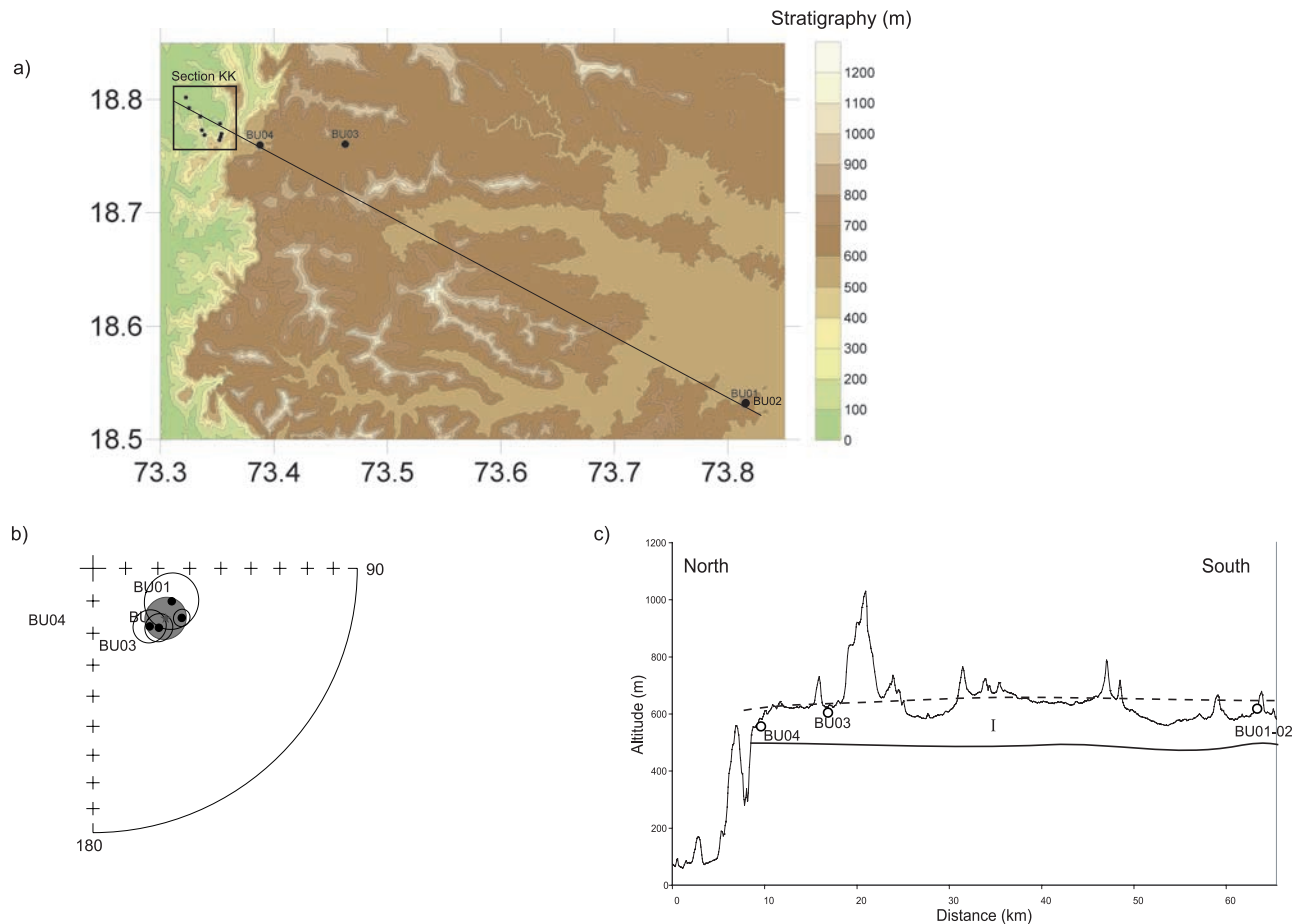 Stratigraphy (m)
a)
Section KK
18.8
18.7
18.6
18.5
73.3 73.4 73.5 73.6 73.7 73.8
BU04
BU03
BU01
BU02
1200
1100
1000
900
800
700
600
500
400
300
200
100
0
b)
90
BU01
BU04
BU03
180
c)
1200
1000
800
600
400
200
0
Altitude (m)
North South
BU04
BU03
I
BU01-02
0 10 20 30 40 50 60
Distance (km)